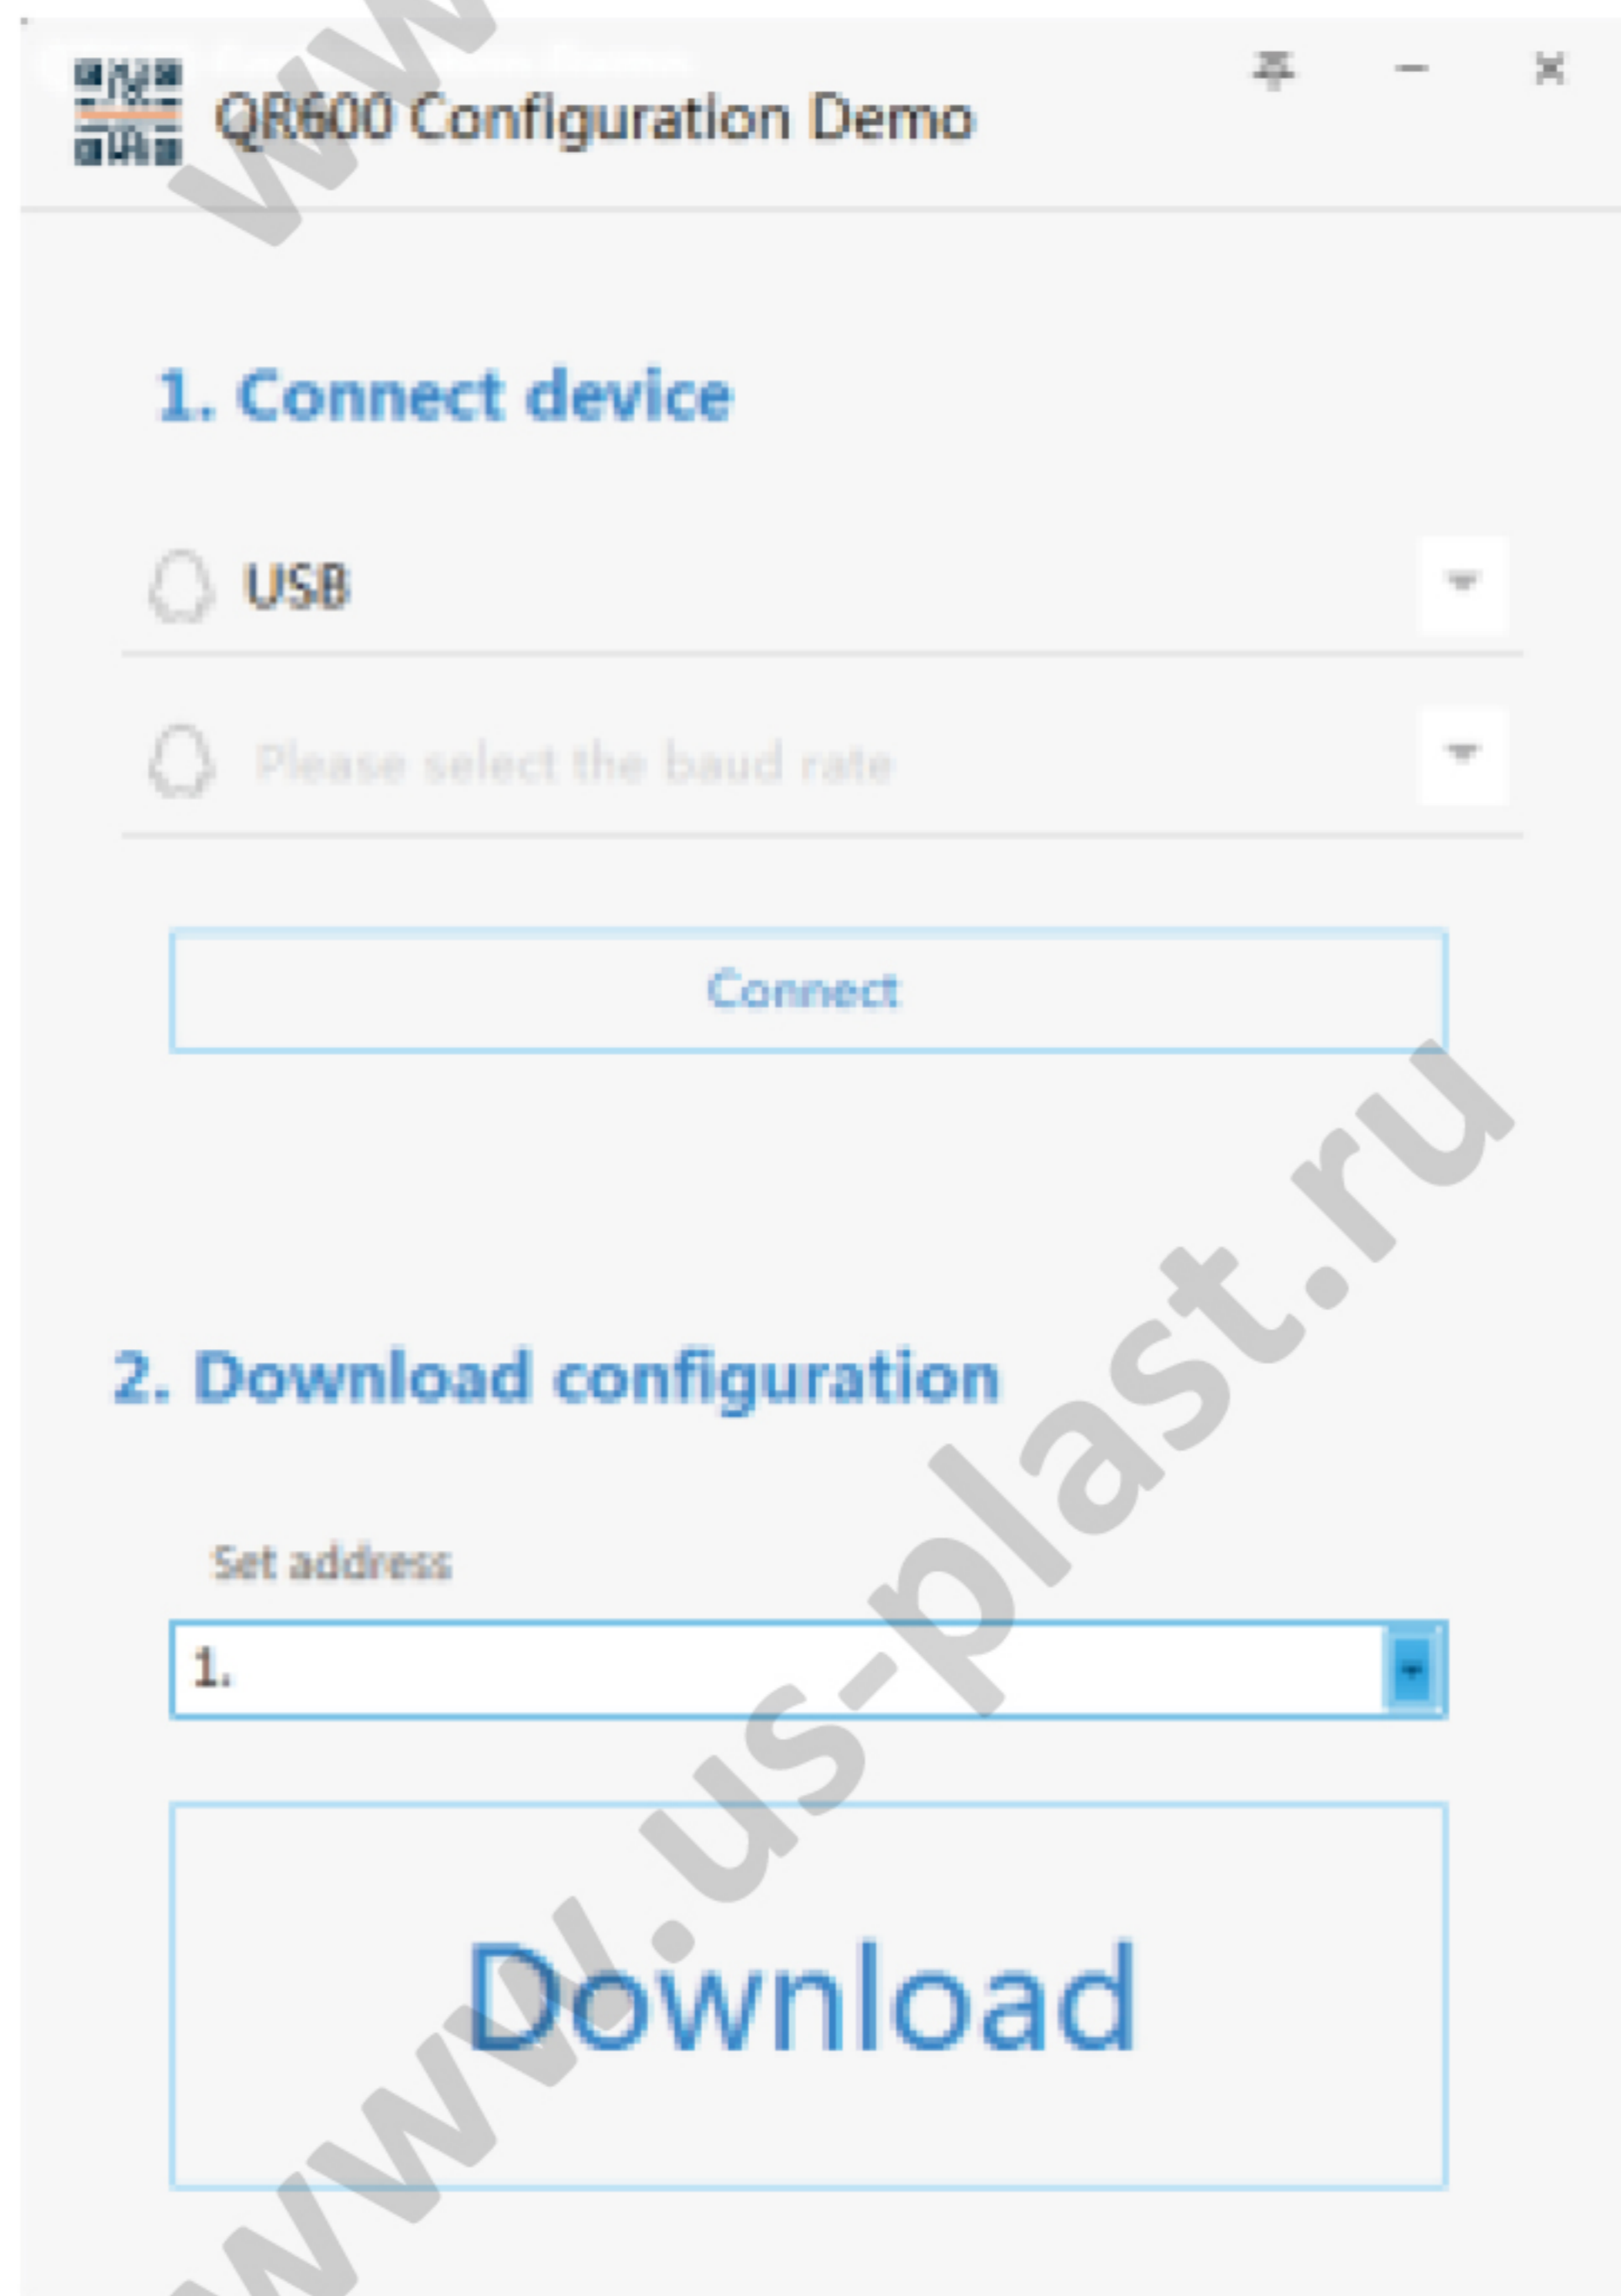 QR600 Configuration Demo
1. Connect device
USB
Please select the baud rate
Connect
2. Download configuration
Set address
1.
Download
www.us-plast.ru